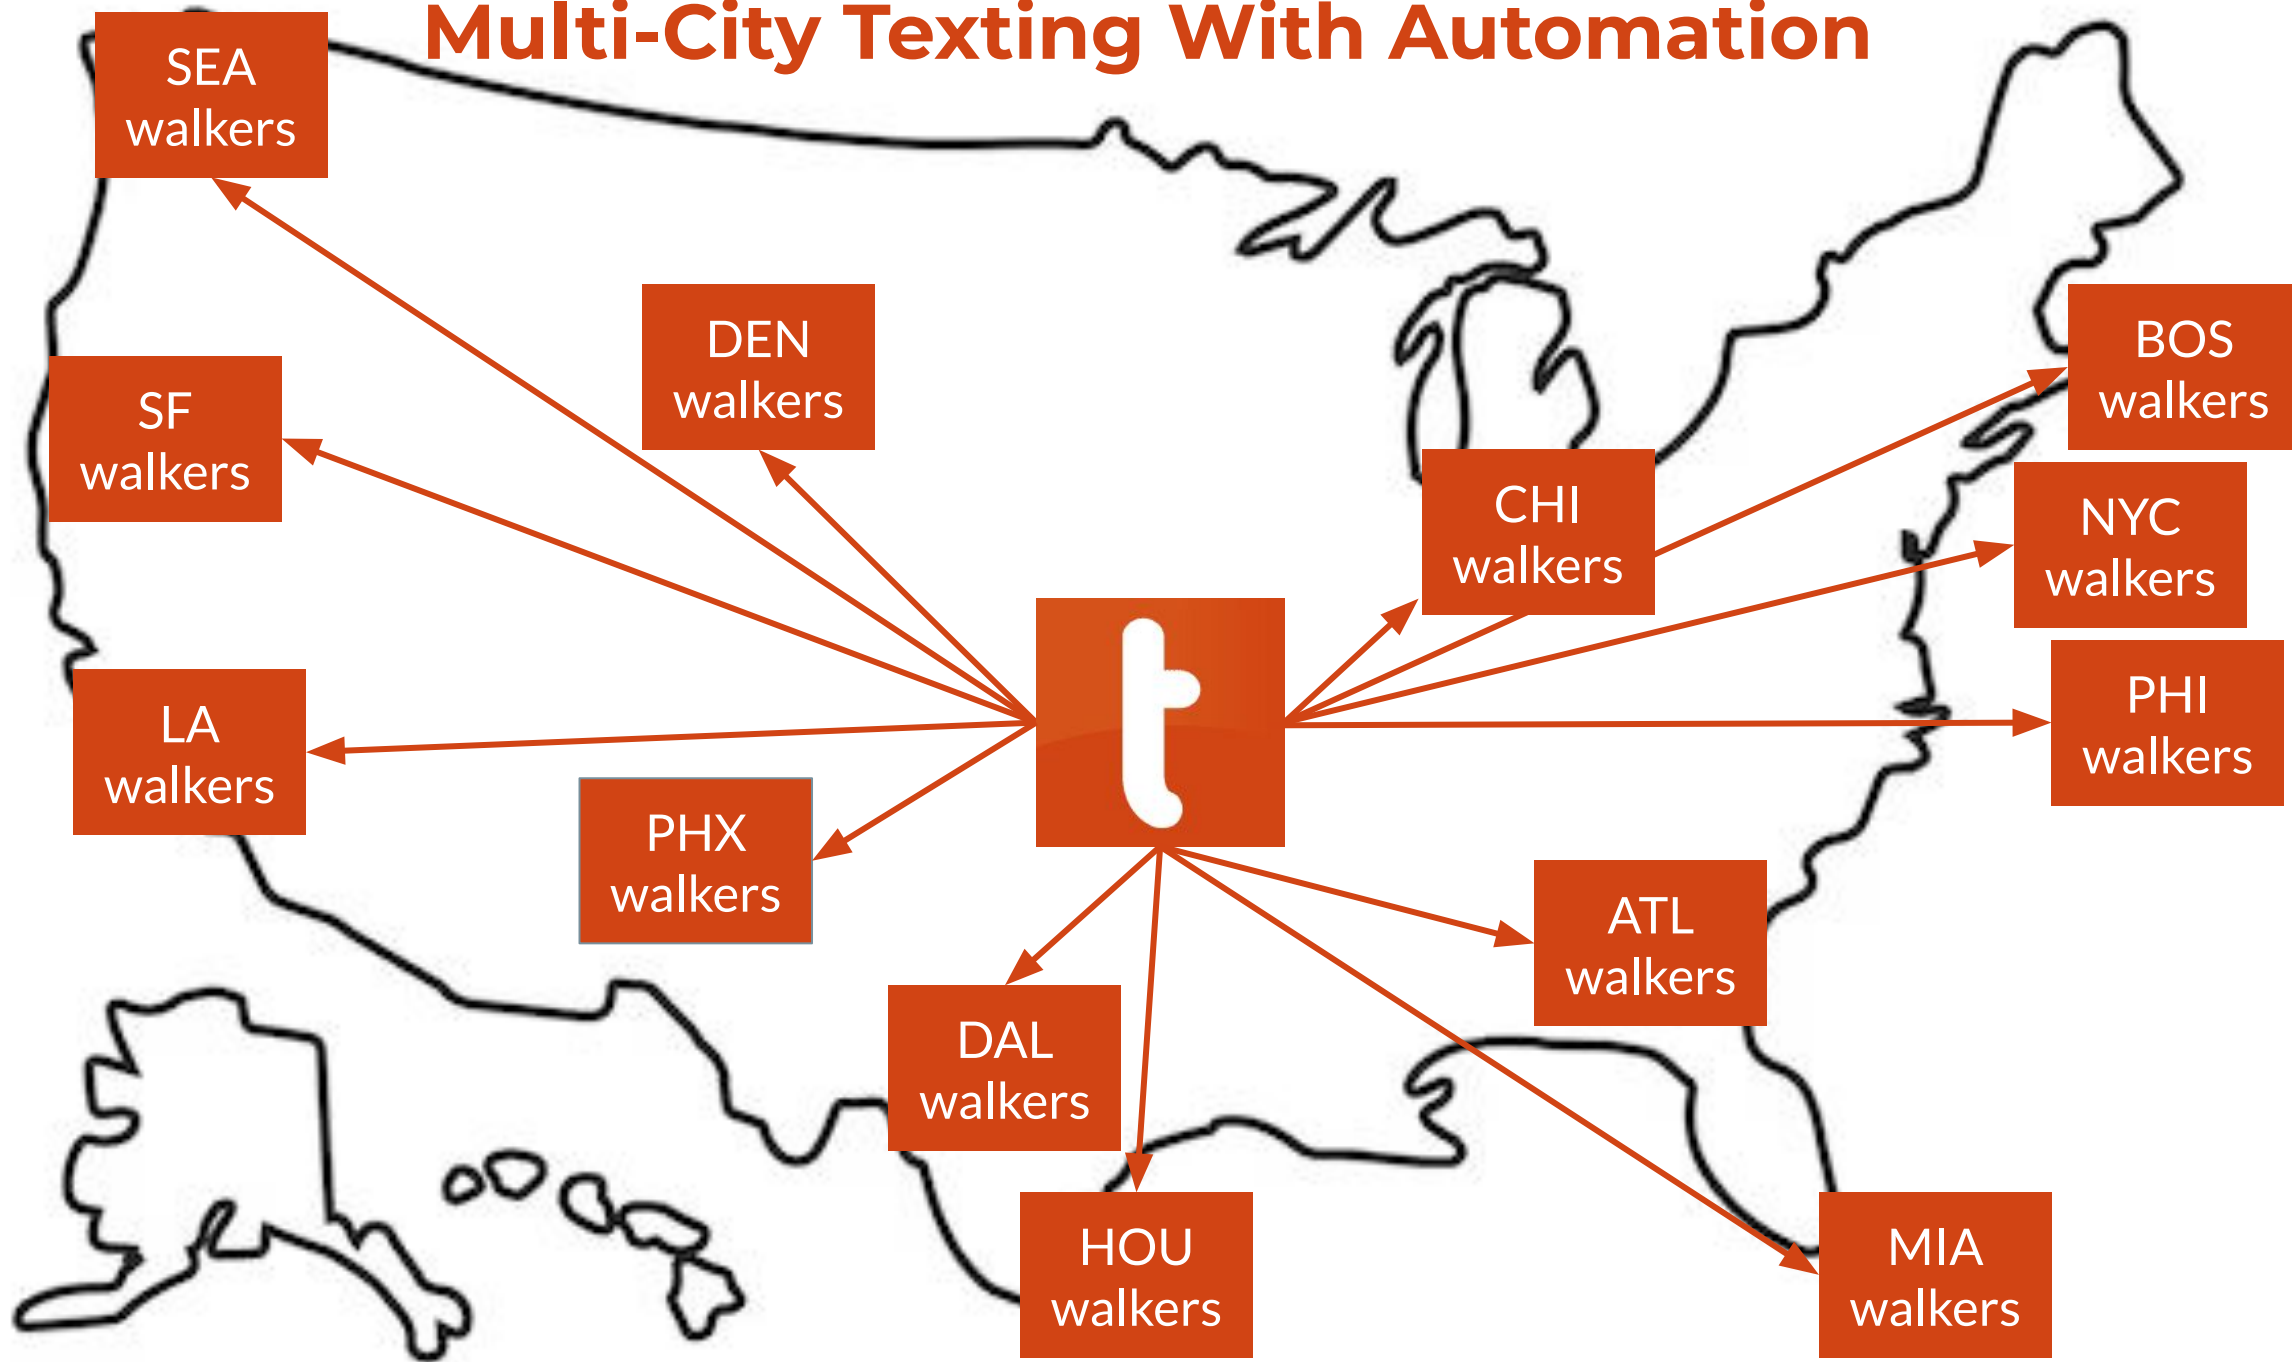 Multi-City Texting With Automation
SEA
walkers
DEN
walkers
BOS
walkers
SF
walkers
CHI
walkers
NYC
walkers
t
PHI
walkers
LA
walkers
PHX
walkers
ATL
walkers
DAL
walkers
HOU
walkers
MIA
walkers